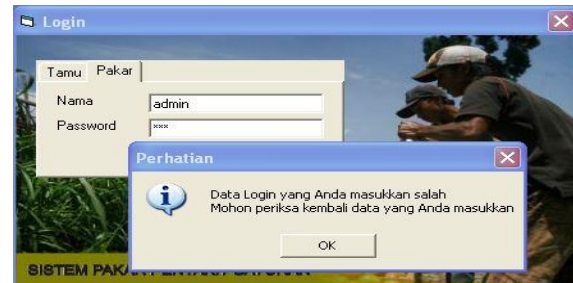 Login
Tamu Pakar
Nama admin
Password ***
Perhatian
Data Login yang Anda masukkan salah
Mohon periksa kembali data yang Anda masukkan
OK
SISTEM